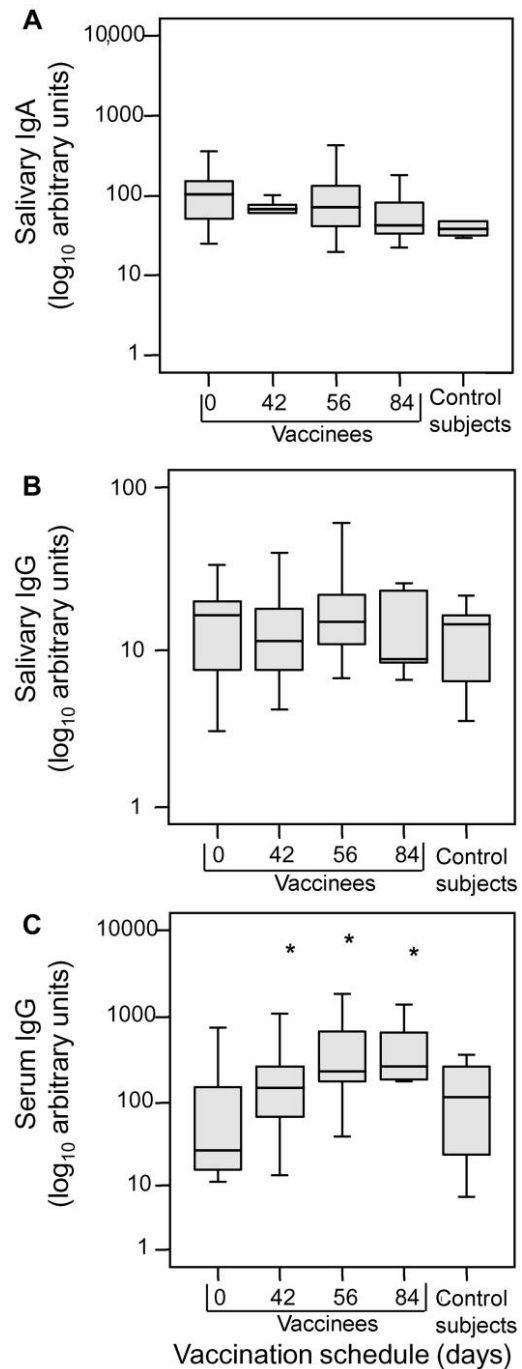 A
10,000
1000
100
10
1
Salivary IgA
(log10 arbitrary units)
0 42 56 84 Control
subjects
Vaccinees
B
100
10
1
Salivary IgG
(log10 arbitrary units)
0 42 56 84 Control
subjects
Vaccinees
C
10000
1000
100
10
1
Serum IgG
(log10 arbitrary units)
* * *
0 42 56 84 Control
subjects
Vaccinees
Vaccination schedule (days)